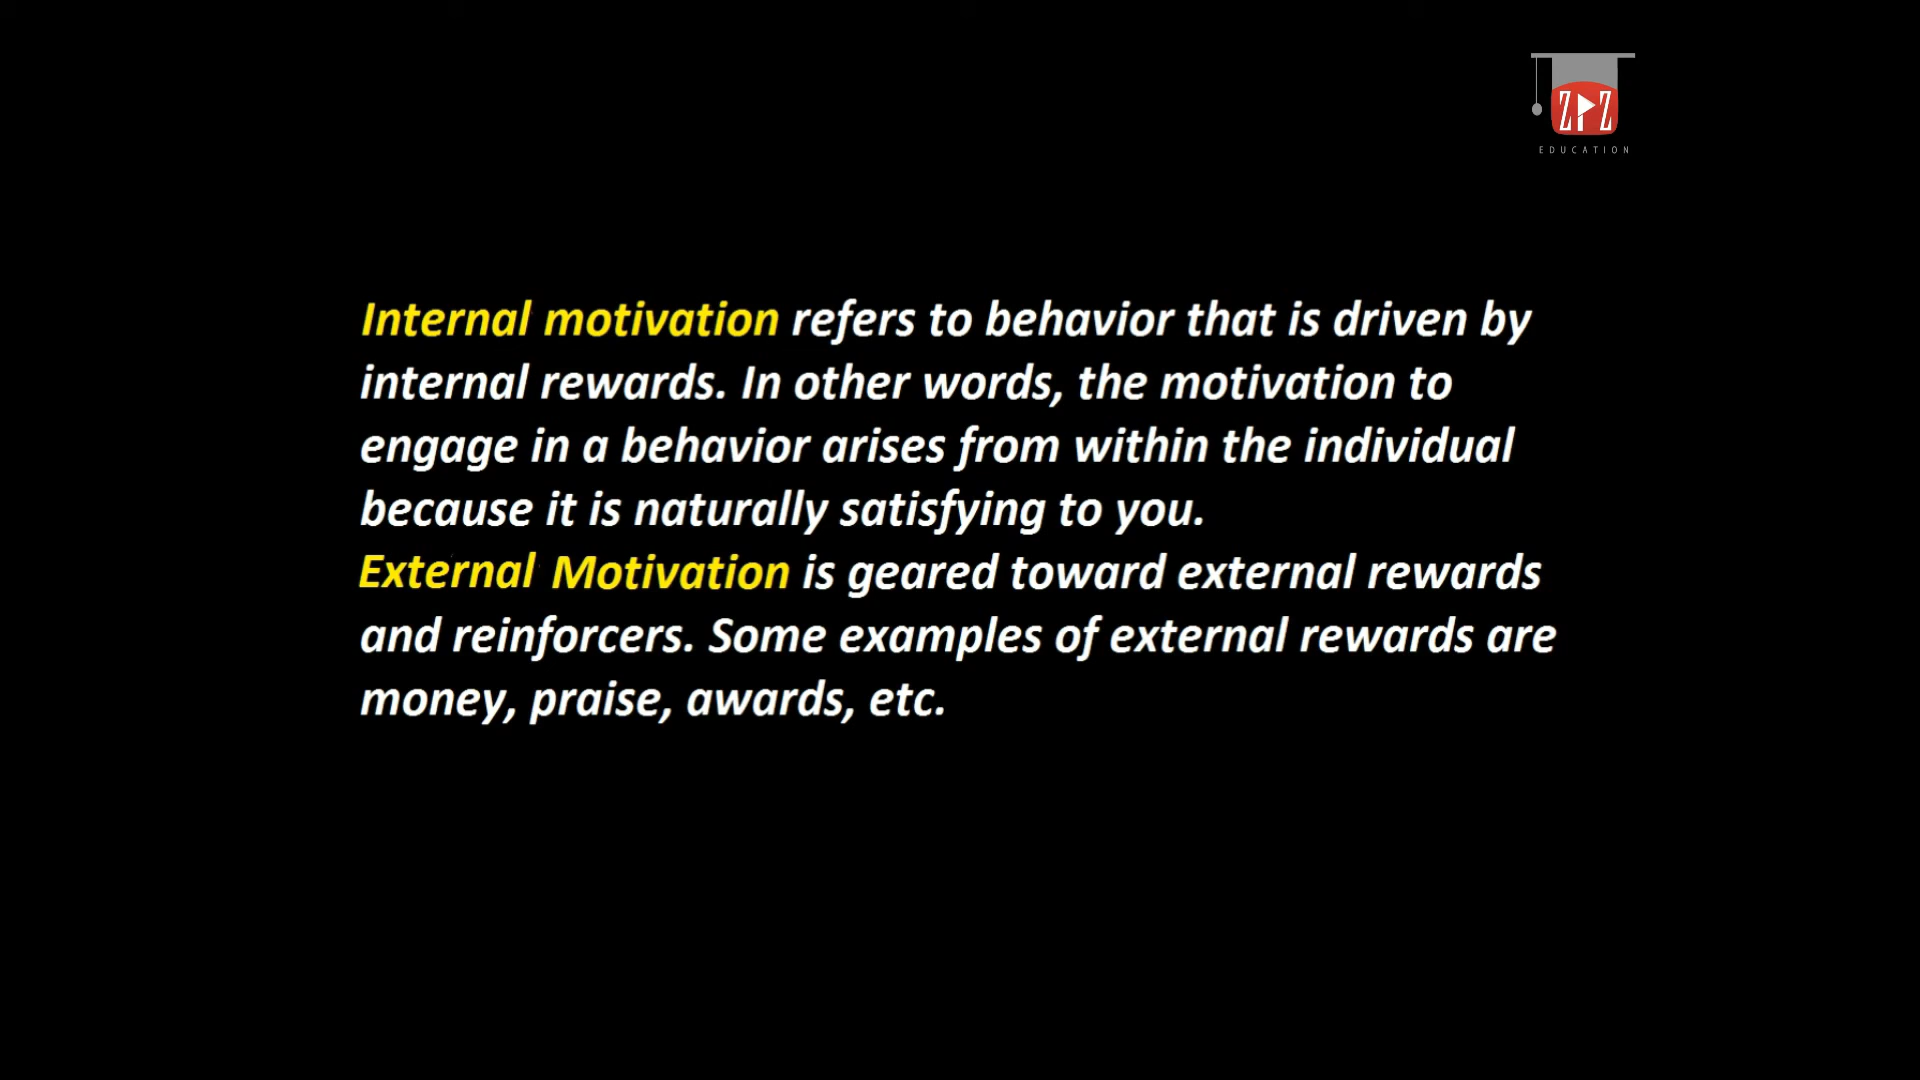 ZPZ
EDUCATION
Internal motivation refers to behavior that is driven by
internal rewards. In other words, the motivation to
engage in a behavior arises from within the individual
because it is naturally satisfying to you.
External Motivation is geared toward external rewards
and reinforcers. Some examples of external rewards are
money, praise, awards, etc.